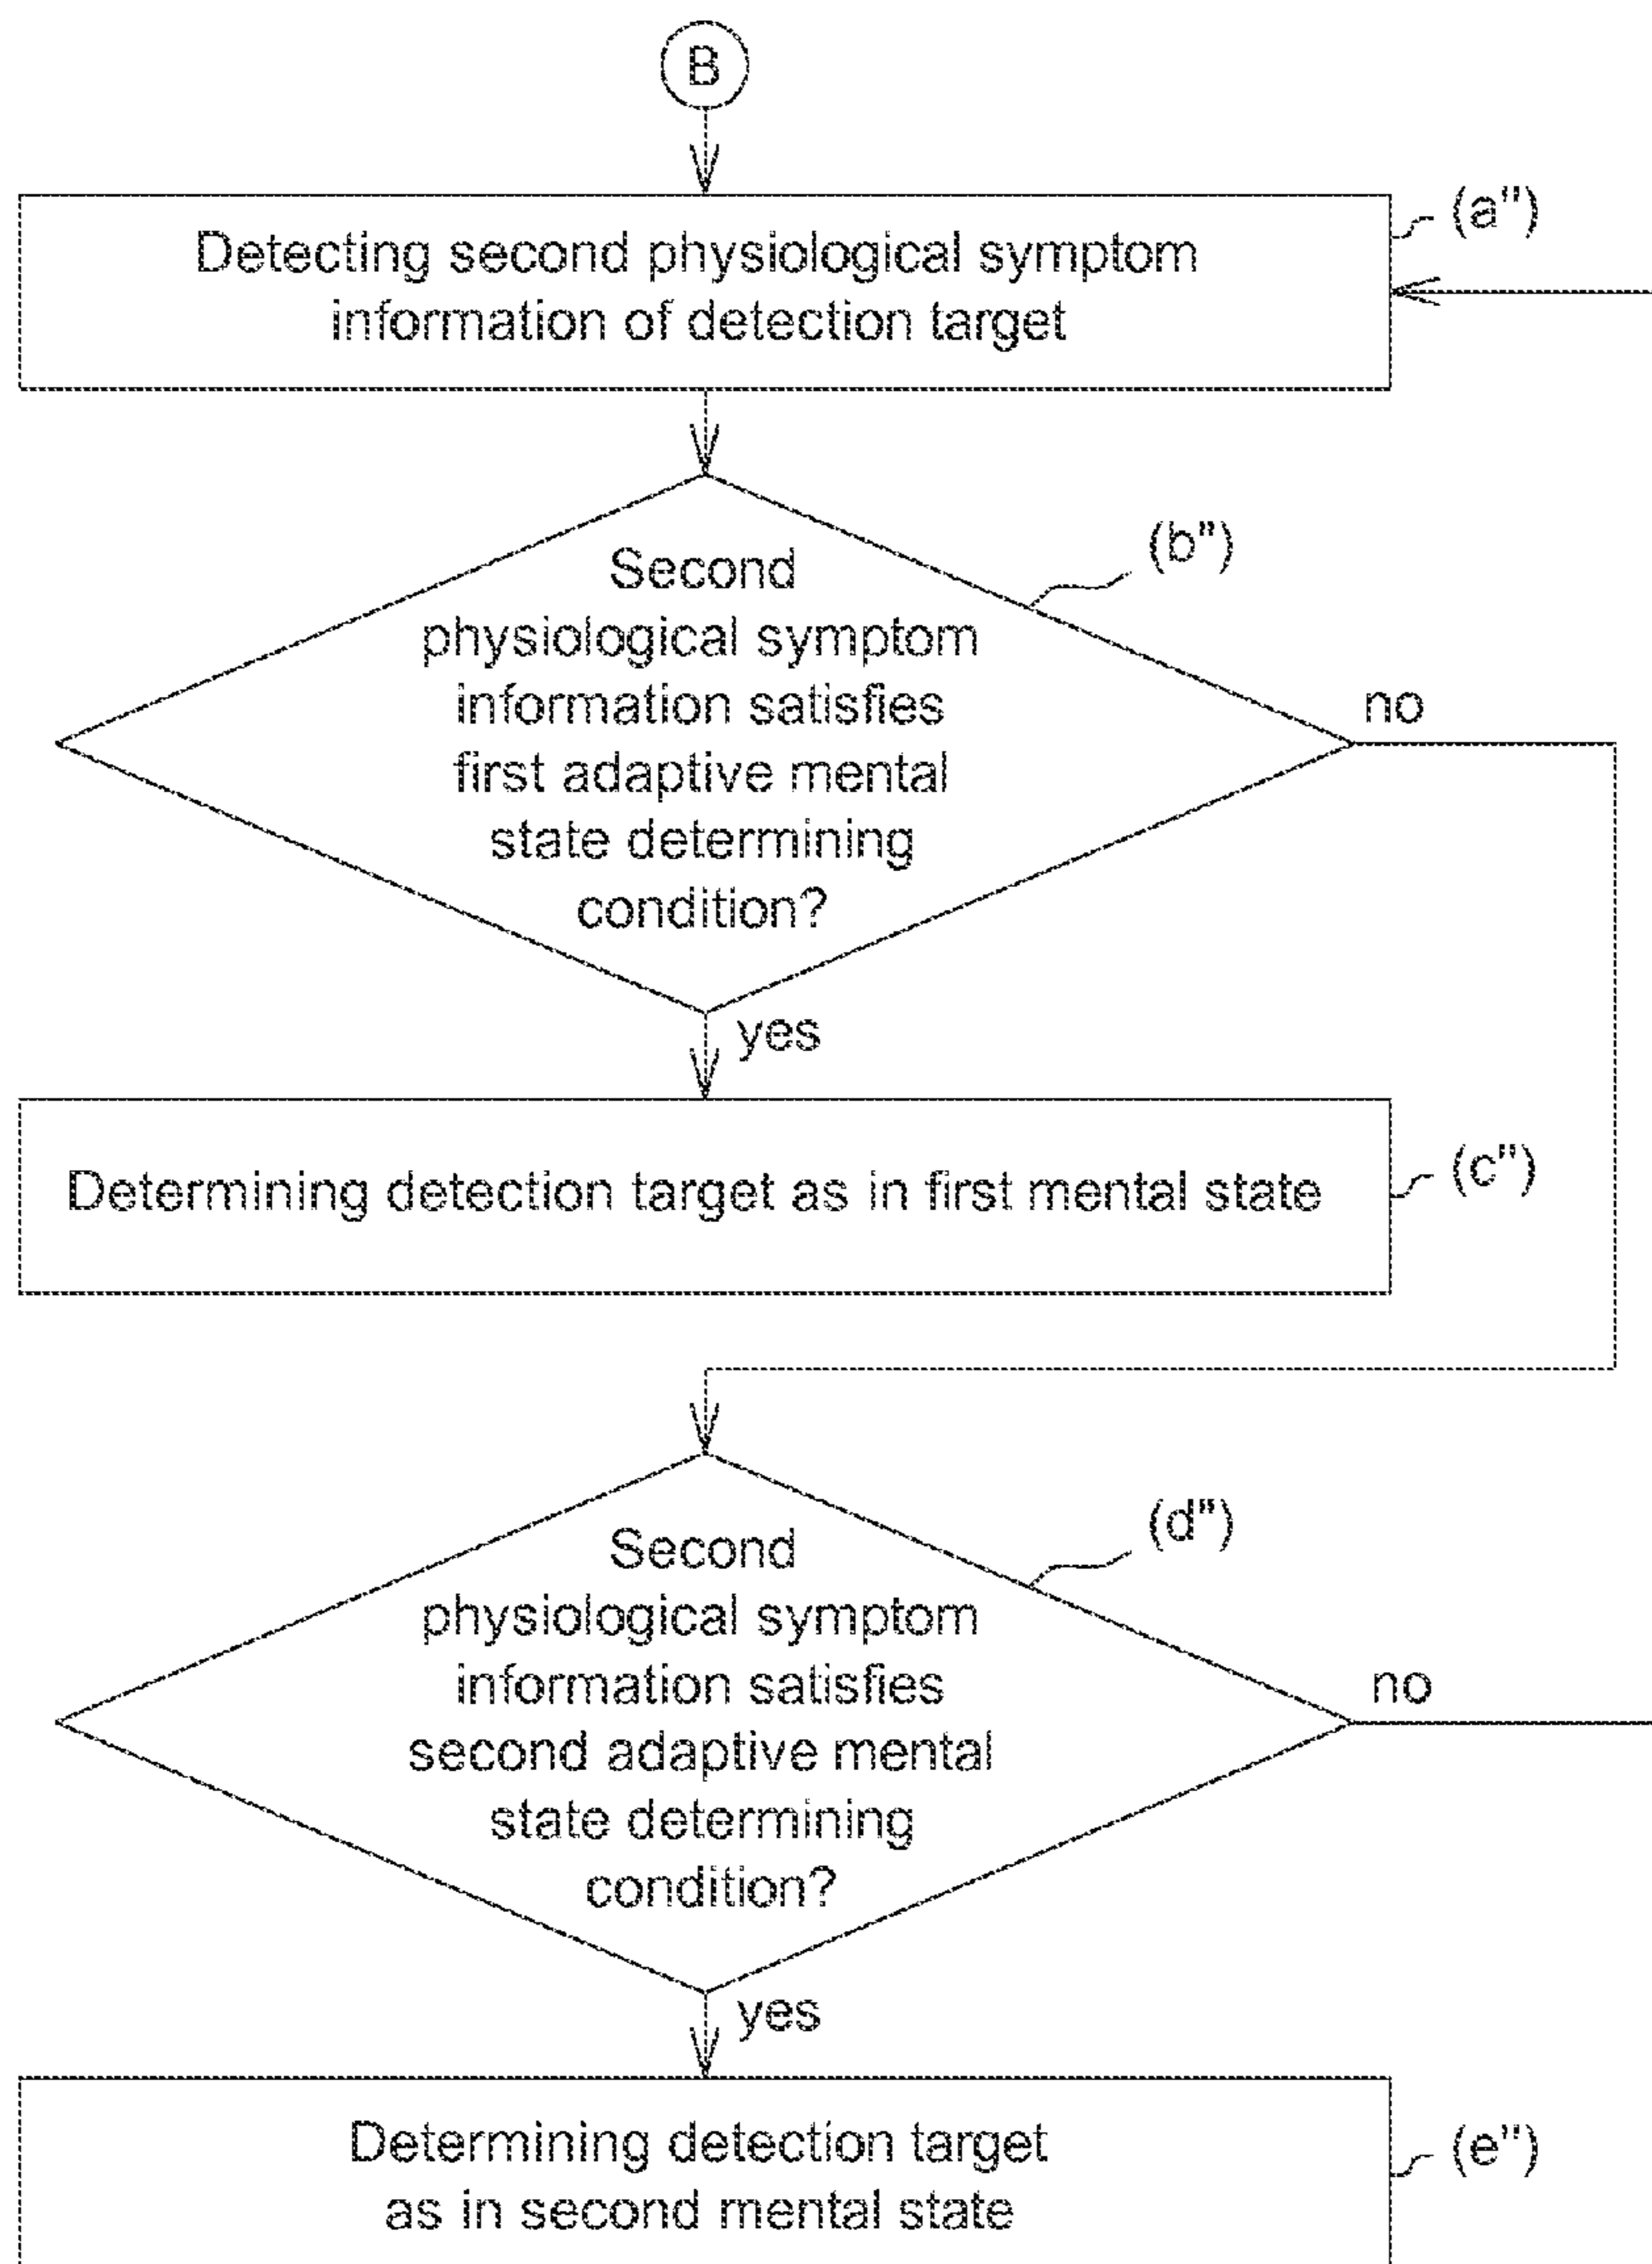 B
Detecting second physiological symptom
information of detection target
(a")
Second
physiological symptom
information satisfies
first adaptive mental
state determining
condition?
(b")
no
yes
Determining detection target as in first mental state
(c")
Second
physiological symptom
information satisfies
second adaptive mental
state determining
condition?
(d")
no
yes
Determining detection target
as in second mental state
(e")